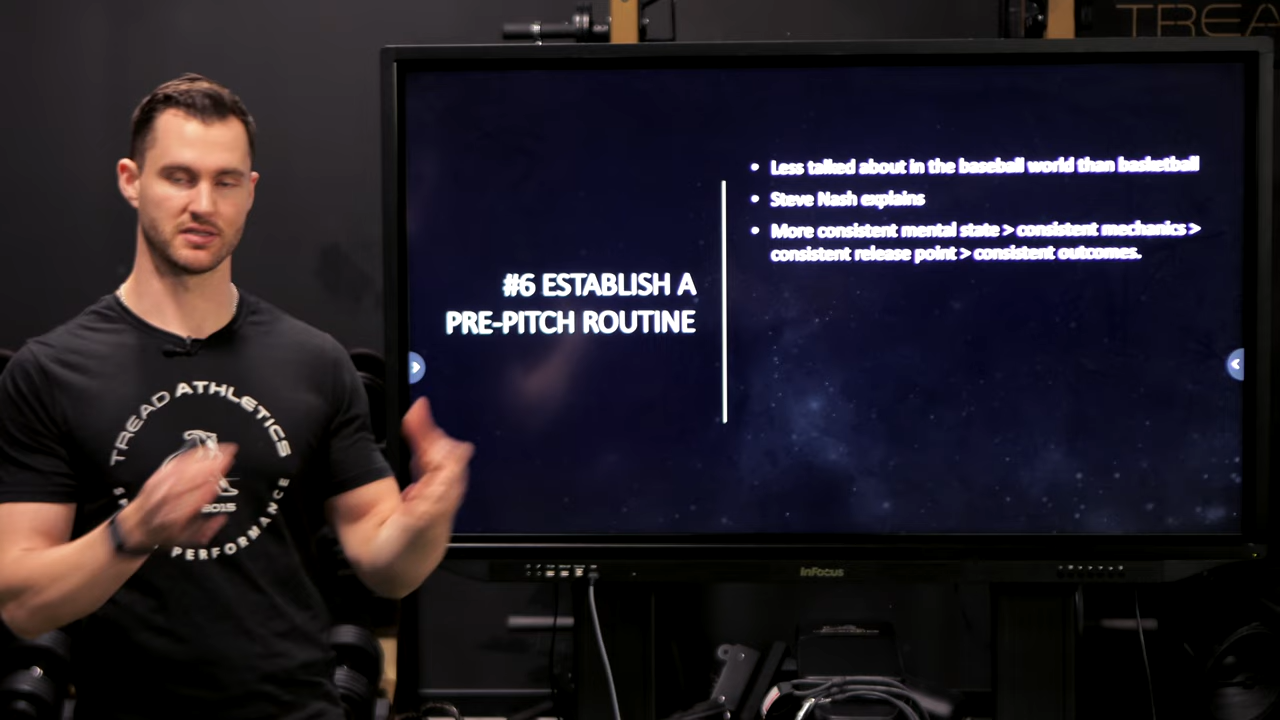 TREA
#6 ESTABLISH A
PRE-PITCH ROUTINE
• Less talked about in the baseball world than basketball
• Steve Nash explains
• More consistent mental state > consistent mechanics >
consistent release point > consistent outcomes.
TREAD ATHLETICS
2015
PERFORMANCE
InFocus